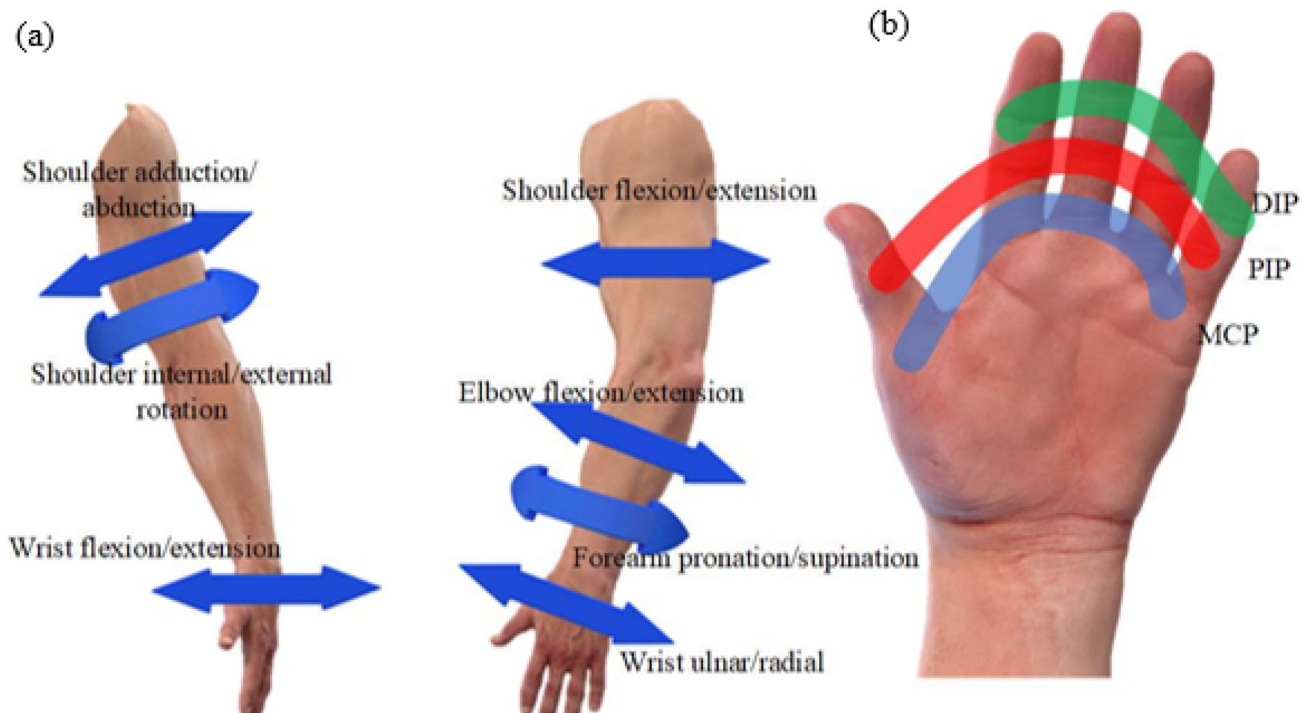 (a)
Shoulder adduction/
abduction
Shoulder internal/external
rotation
Wrist flexion/extension
Shoulder flexion/extension
Elbow flexion/extension
Forearm pronation/supination
Wrist ulnar/radial
(b)
DIP
PIP
MCP